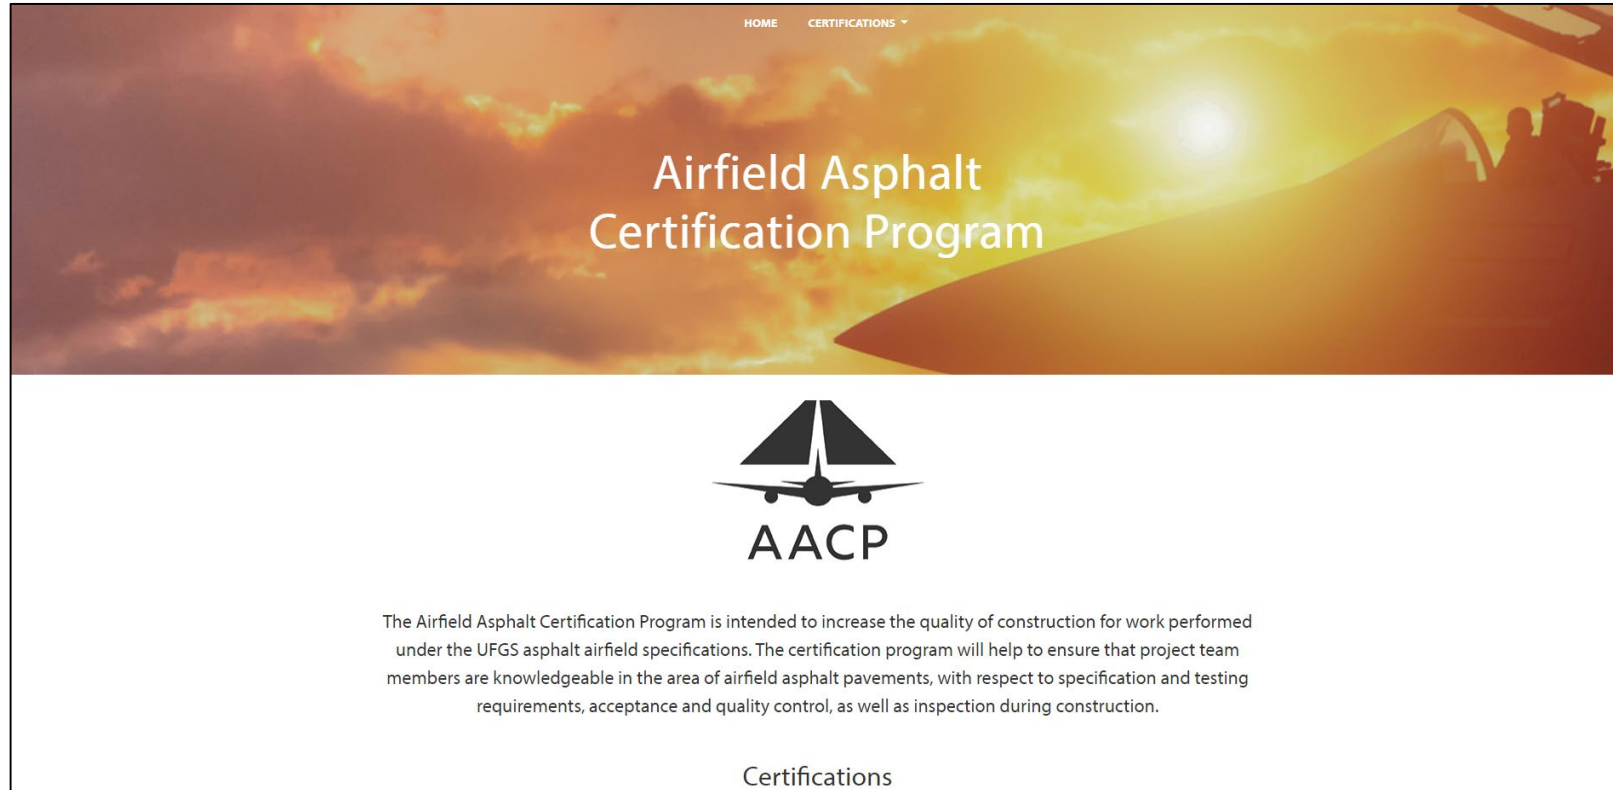 HOME CERTIFICATIONS
Airfield Asphalt
Certification Program
AACP
The Airfield Asphalt Certification Program is intended to increase the quality of construction for work performed
under the UFGS asphalt airfield specifications. The certification program will help to ensure that project team
members are knowledgeable in the area of airfield asphalt pavements, with respect to specification and testing
requirements, acceptance and quality control, as well as inspection during construction.
Certifications